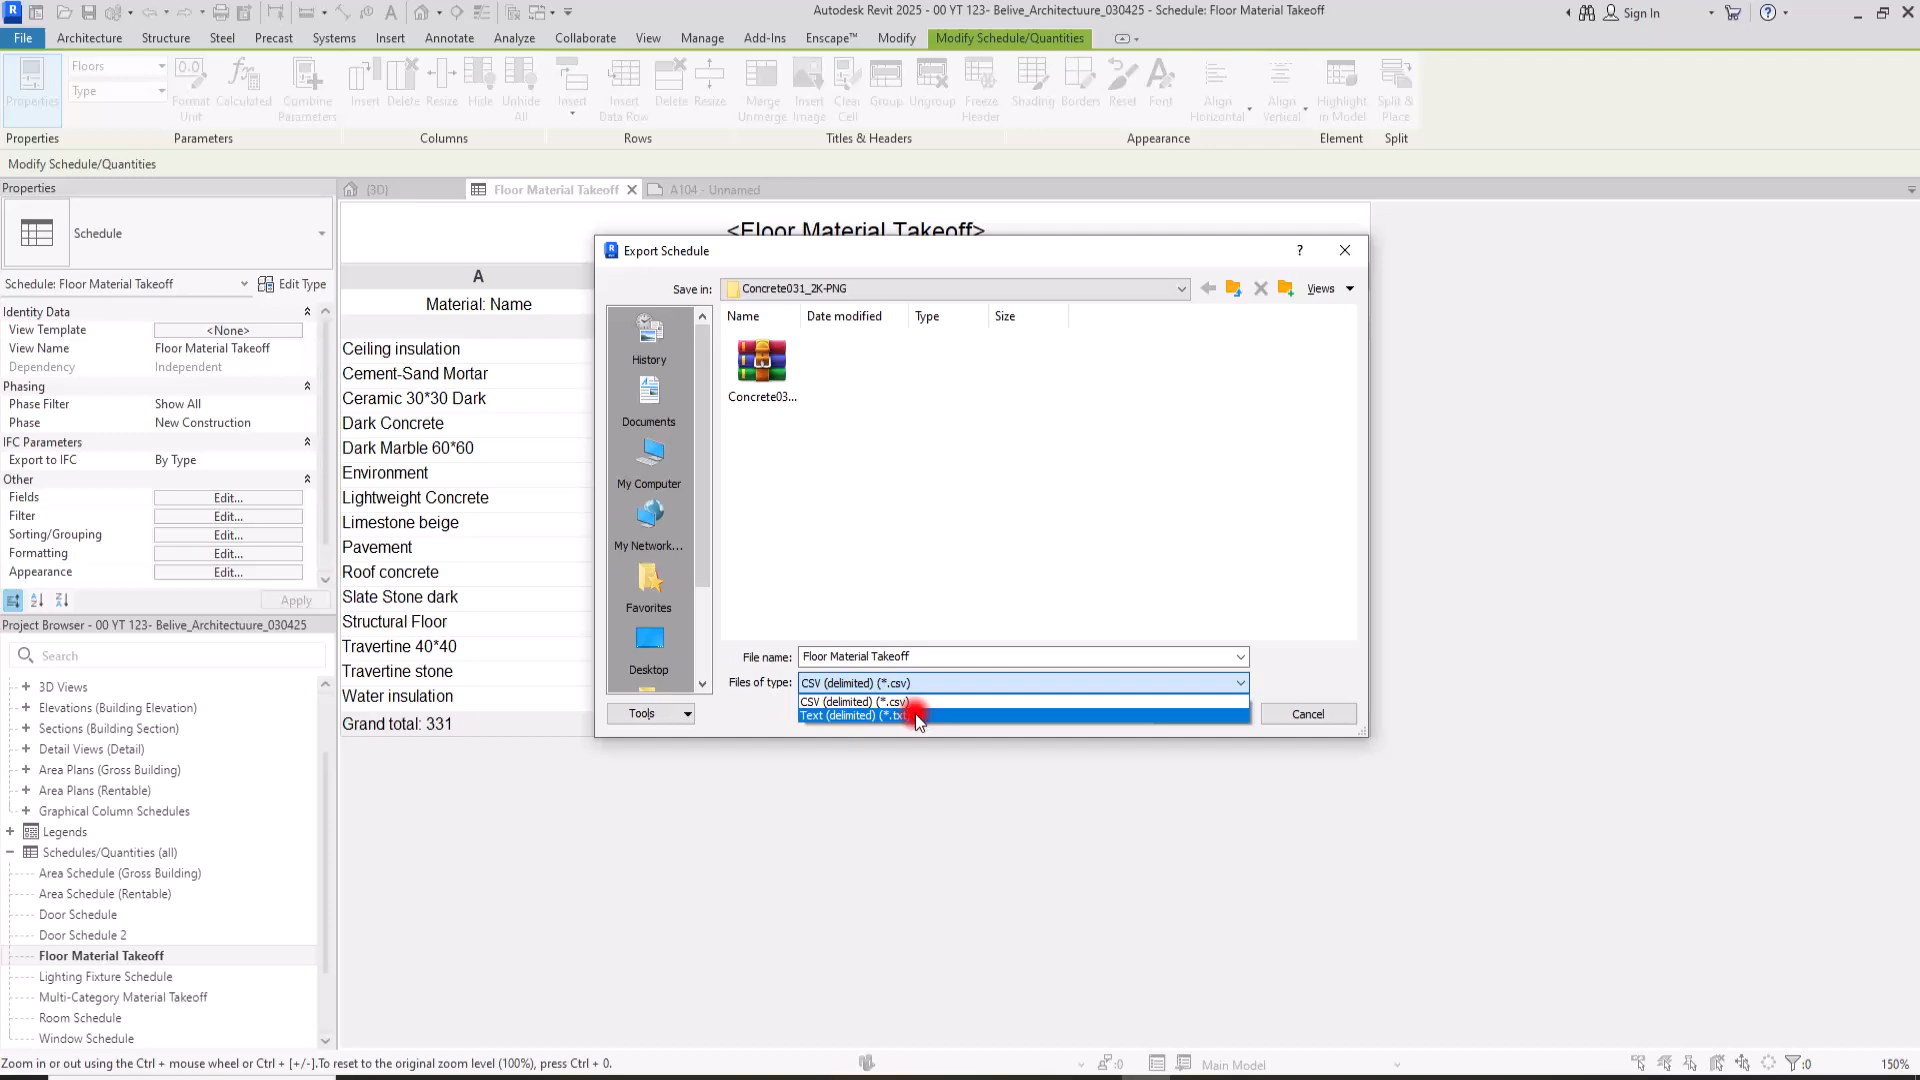 Autodesk Revit 2025 - 00 YT 123- Belive_Architectuure_030425 - Schedule: Floor Material Takeoff
Sign In
File Architecture Structure Steel Precast Systems Insert Annotate Analyze Collaborate View Manage Add-Ins Enscape™ Modify Modify Schedule/Quantities
Properties
Floors
Type
Format Unit
Calculated
Combine Parameters
Insert Delete Resize Hide Unhide All
Insert
Insert Data Row
Delete Resize
Merge Unmerge
Insert Image
Clear Cell
Group Ungroup
Freeze Header
Shading Borders Reset Font
Align Horizontal
Align Vertical
Highlight in Model
Split & Place
Properties Parameters Columns Rows Titles & Headers Appearance Element Split
Modify Schedule/Quantities
Properties
{3D}
Floor Material Takeoff
A104 - Unnamed
Schedule
Schedule: Floor Material Takeoff
Edit Type
Identity Data
View Template <None>
View Name Floor Material Takeoff
Dependency Independent
Phasing
Phase Filter Show All
Phase New Construction
IFC Parameters
Export to IFC By Type
Other
Fields Edit...
Filter Edit...
Sorting/Grouping Edit...
Formatting Edit...
Appearance Edit...
Apply
Project Browser - 00 YT 123- Belive_Architectuure_030425
Search
3D Views
Elevations (Building Elevation)
Sections (Building Section)
Detail Views (Detail)
Area Plans (Gross Building)
Area Plans (Rentable)
Graphical Column Schedules
Legends
Schedules/Quantities (all)
Area Schedule (Gross Building)
Area Schedule (Rentable)
Door Schedule
Door Schedule 2
Floor Material Takeoff
Lighting Fixture Schedule
Multi-Category Material Takeoff
Room Schedule
Window Schedule
<Floor Material Takeoff>
A
Material: Name
Ceiling insulation
Cement-Sand Mortar
Ceramic 30*30 Dark
Dark Concrete
Dark Marble 60*60
Environment
Lightweight Concrete
Limestone beige
Pavement
Roof concrete
Slate Stone dark
Structural Floor
Travertine 40*40
Travertine stone
Water insulation
Grand total: 331
Export Schedule
?
Save in: Concrete031_2K-PNG
Views
Name Date modified Type Size
Concrete03...
History
Documents
My Computer
My Network...
Favorites
Desktop
File name: Floor Material Takeoff
Files of type: CSV (delimited) (*.csv)
CSV (delimited) (*.csv)
Text (delimited) (*.txt
Tools
Cancel
Zoom in or out using the Ctrl + mouse wheel or Ctrl + [+/-].To reset to the original zoom level (100%), press Ctrl + 0.
:0
Main Model
:0
150%